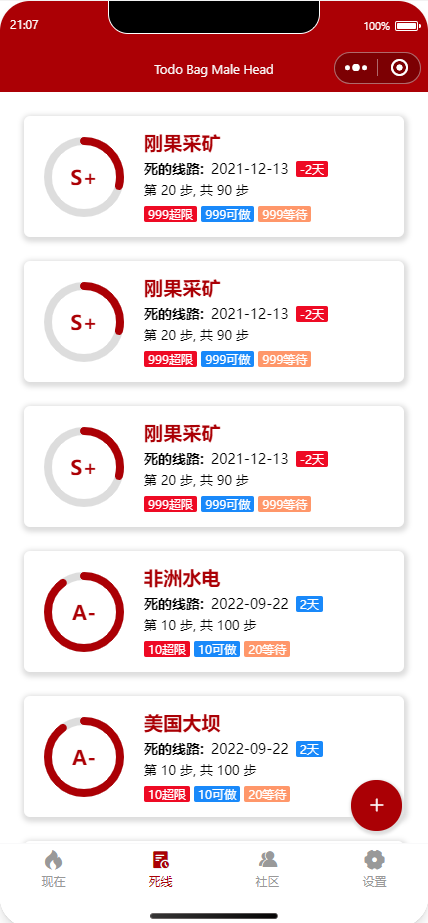 21:07
100%
Todo Bag Male Head
刚果采矿
S+
死的线路: 2021-12-13 -2天
第 20 步, 共 90 步
999超限 999可做 999等待
刚果采矿
S+
死的线路: 2021-12-13 -2天
第 20 步, 共 90 步
999超限 999可做 999等待
刚果采矿
S+
死的线路: 2021-12-13 -2天
第 20 步, 共 90 步
999超限 999可做 999等待
非洲水电
A-
死的线路: 2022-09-22 2天
第 10 步, 共 100 步
10超限 10可做 20等待
美国大坝
A-
死的线路: 2022-09-22 2天
第 10 步, 共 100 步
10超限 10可做 20等待
+
现在 死线 社区 设置